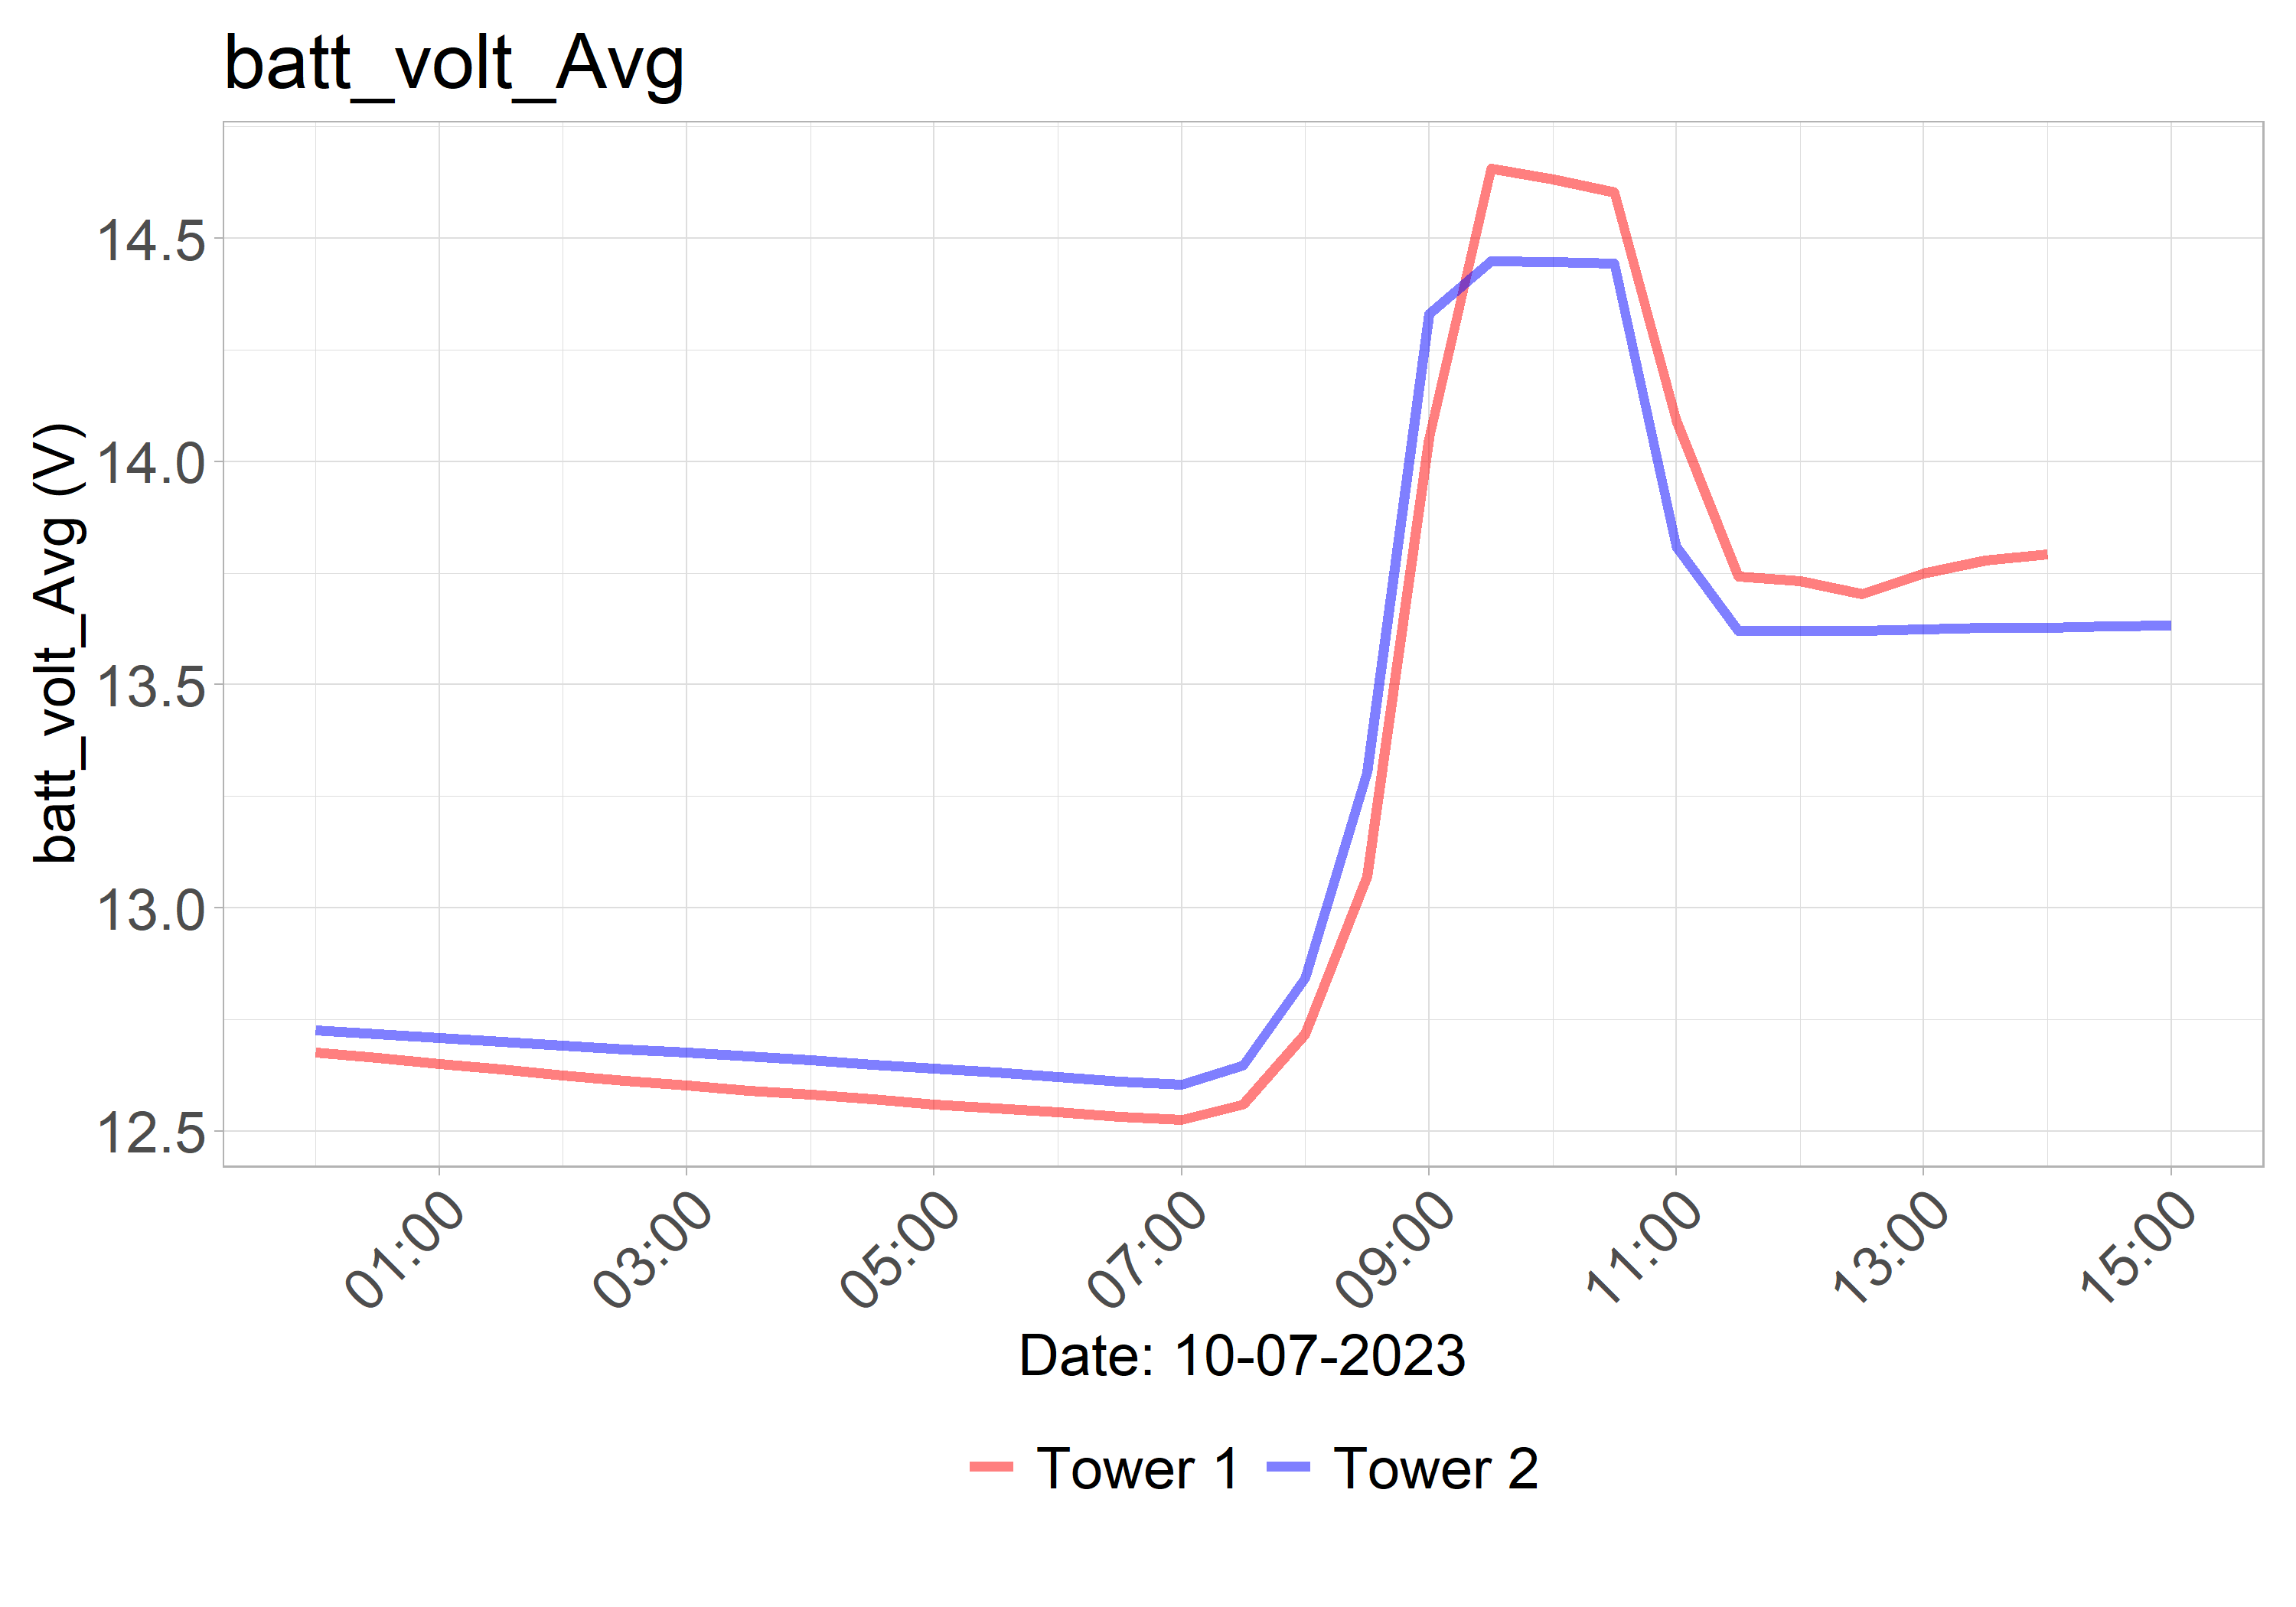 batt_volt_Avg
batt_volt_Avg (V)
14.5
14.0
13.5
13.0
12.5
01:00
03:00
05:00
07:00
09:00
11:00
13:00
15:00
Date: 10-07-2023
Tower 1
Tower 2